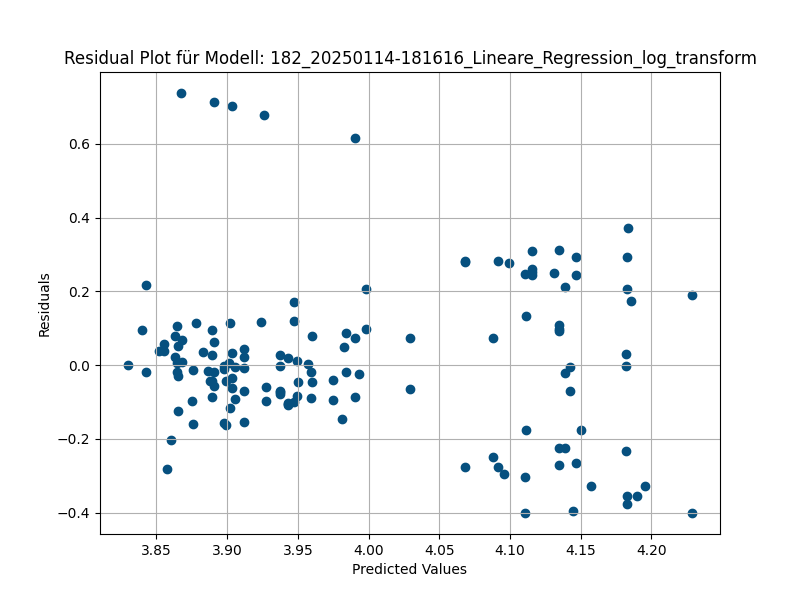 Residual Plot für Modell: 182_20250114-181616_Lineare_Regression_log_transform
0.6
0.4
0.2
0.0
−0.2
−0.4
Residuals
3.85 3.90 3.95 4.00 4.05 4.10 4.15 4.20
Predicted Values